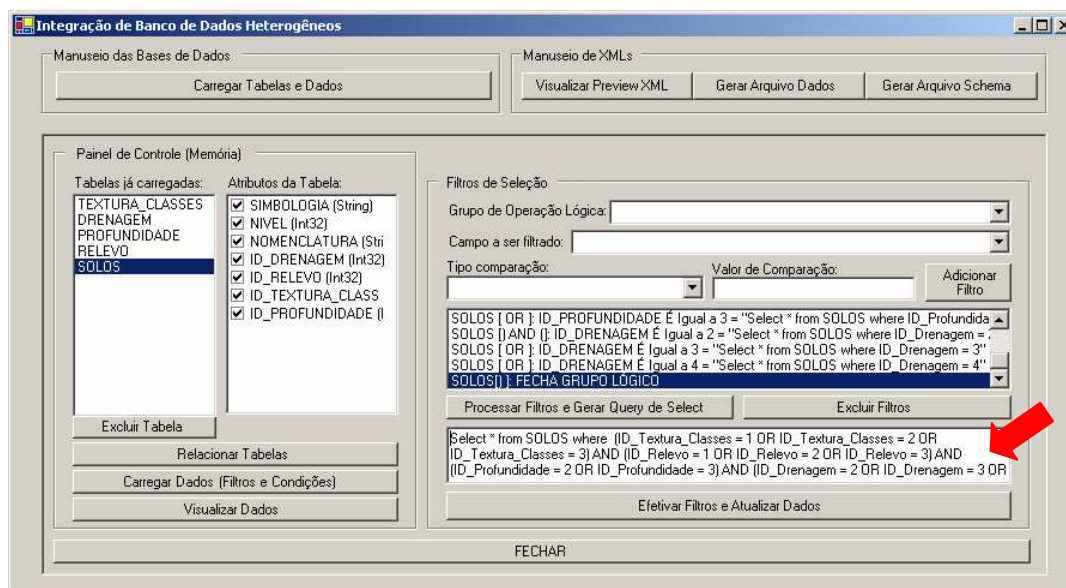 Integração de Banco de Dados Heterogêneos
Manuseio das Bases de Dados
Carregar Tabelas e Dados
Manuseio de XMLs
Visualizar Preview XML
Gerar Arquivo Dados
Gerar Arquivo Schema
Painel de Controle (Memória)
Tabelas já carregadas:
TEXTURA_CLASSES
DRENAGEM
PROFUNDIDADE
RELEVO
SOLOS
Excluir Tabela
Atributos da Tabela:
SIMBOLOGIA (String)
NIVEL (Int32)
NOMENCLATURA (Stri
ID_DRENAGEM (Int32)
ID_RELEVO (Int32)
ID_TEXTURA_CLASS
ID_PROFUNDIDADE (I
Relacionar Tabelas
Carregar Dados (Filtros e Condições)
Visualizar Dados
Filtros de Seleção
Grupo de Operação Lógica:
Campo a ser filtrado:
Tipo comparação:
Valor de Comparação:
Adicionar
Filtro
SOLOS [ OR ]: ID_PROFUNDIDADE É Igual a 3 = "Select * from SOLOS where ID_Profundida
SOLOS [) AND (]: ID_DRENAGEM É Igual a 2 = "Select * from SOLOS where ID_Drenagem = 2
SOLOS [ OR ]: ID_DRENAGEM É Igual a 3 = "Select * from SOLOS where ID_Drenagem = 3"
SOLOS [ OR ]: ID_DRENAGEM É Igual a 4 = "Select * from SOLOS where ID_Drenagem = 4"
SOLOS[) ]: FECHA GRUPO LÓGICO
Processar Filtros e Gerar Query de Select
Excluir Filtros
Select * from SOLOS where (ID_Textura_Classes = 1 OR ID_Textura_Classes = 2 OR
ID_Textura_Classes = 3) AND (ID_Relevo = 1 OR ID_Relevo = 2 OR ID_Relevo = 3) AND
(ID_Profundidade = 2 OR ID_Profundidade = 3) AND (ID_Drenagem = 2 OR ID_Drenagem = 3 OR
Efetivar Filtros e Atualizar Dados
FECHAR